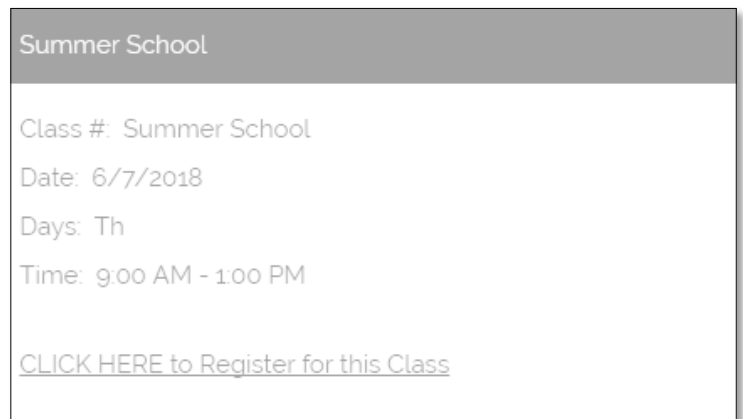 Summer School
Class #: Summer School
Date: 6/7/2018
Days: Th
Time: 9:00 AM - 1:00 PM
CLICK HERE to Register for this Class